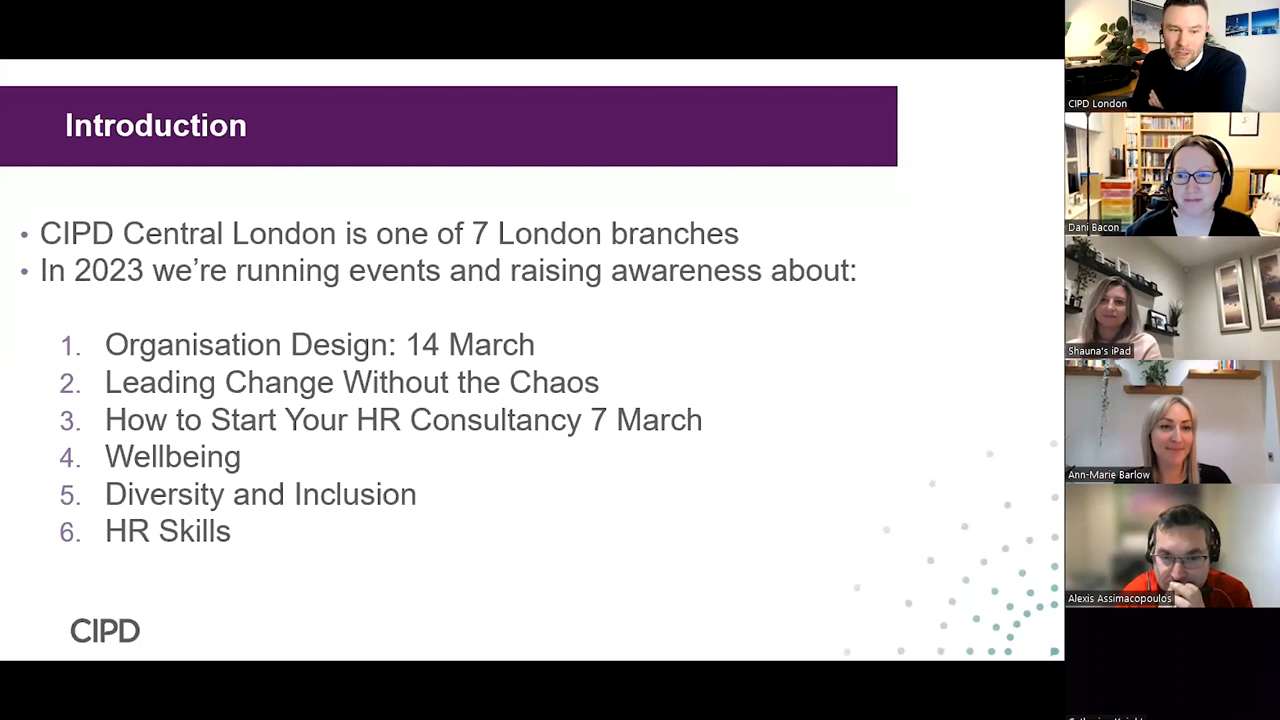 Introduction
• CIPD Central London is one of 7 London branches
• In 2023 we’re running events and raising awareness about:
1. Organisation Design: 14 March
2. Leading Change Without the Chaos
3. How to Start Your HR Consultancy 7 March
4. Wellbeing
5. Diversity and Inclusion
6. HR Skills
CIPD
CIPD London
Dani Bacon
Shauna's iPad
Ann-Marie Barlow
Alexis Assimacopoulos